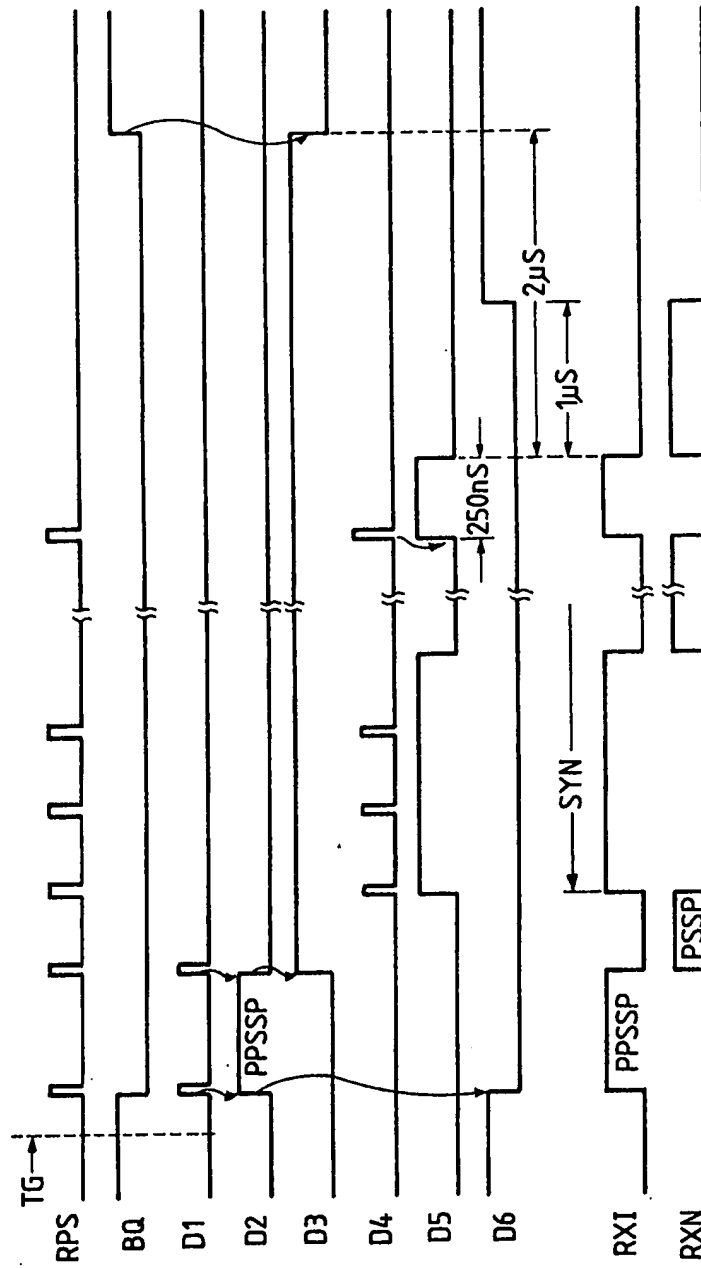 TG
RPS
BQ
D1
D2 PPSSP
D3
D4
D5 250nS 2µS
D6 1µS
SYN
RXI PPSSP
RXN PSSP